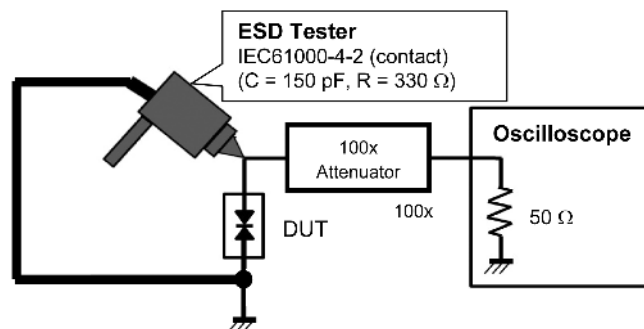 ESD Tester
IEC61000-4-2 (contact)
(C = 150 pF, R = 330 Ω)
Oscilloscope
100x
Attenuator
100x
50 Ω
DUT